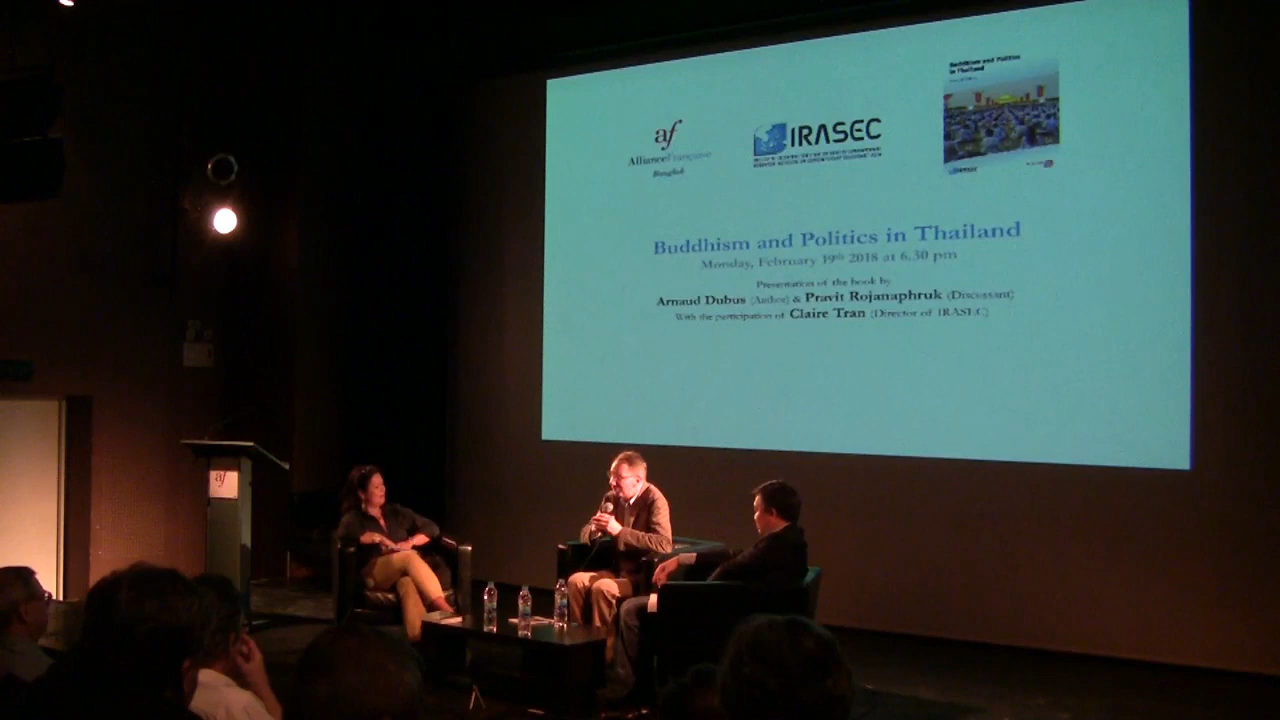 af
AllianceFrançaise
Bangkok
IRASEC
Buddhism and Politics
in Thailand
Buddhism and Politics in Thailand
Monday, February 19th 2018 at 6.30 pm
Presentation of the book by
Arnaud Dubus (Author) & Pravit Rojanaphruk (Discussant)
With the participation of Claire Tran (Director of IRASEC)
af